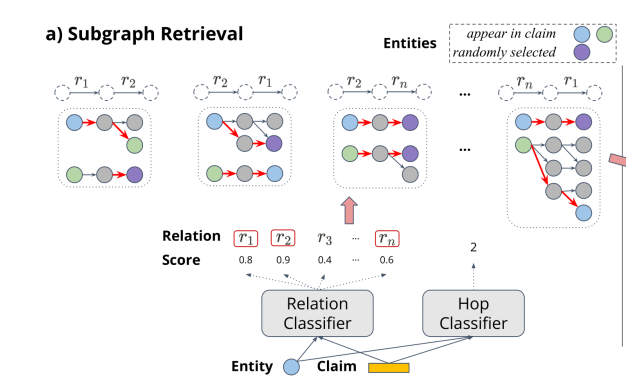 a) Subgraph Retrieval
Entities
appear in claim
randomly selected
r1 r2
r2 r1
r2 rn
...
rn r1
...
Relation r1 r2 r3 ... rn
Score 0.8 0.9 0.4 ... 0.6
2
Relation
Classifier
Hop
Classifier
Entity Claim